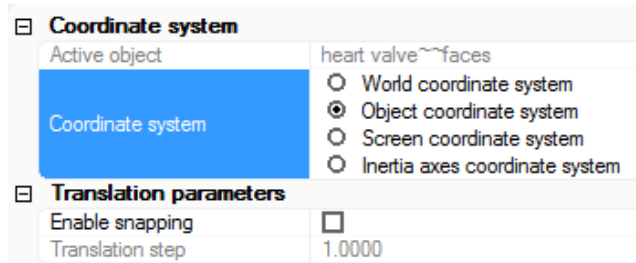 Coordinate system
Active object heart valve~~faces
Coordinate system
World coordinate system
Object coordinate system
Screen coordinate system
Inertia axes coordinate system
Translation parameters
Enable snapping
Translation step 1.0000